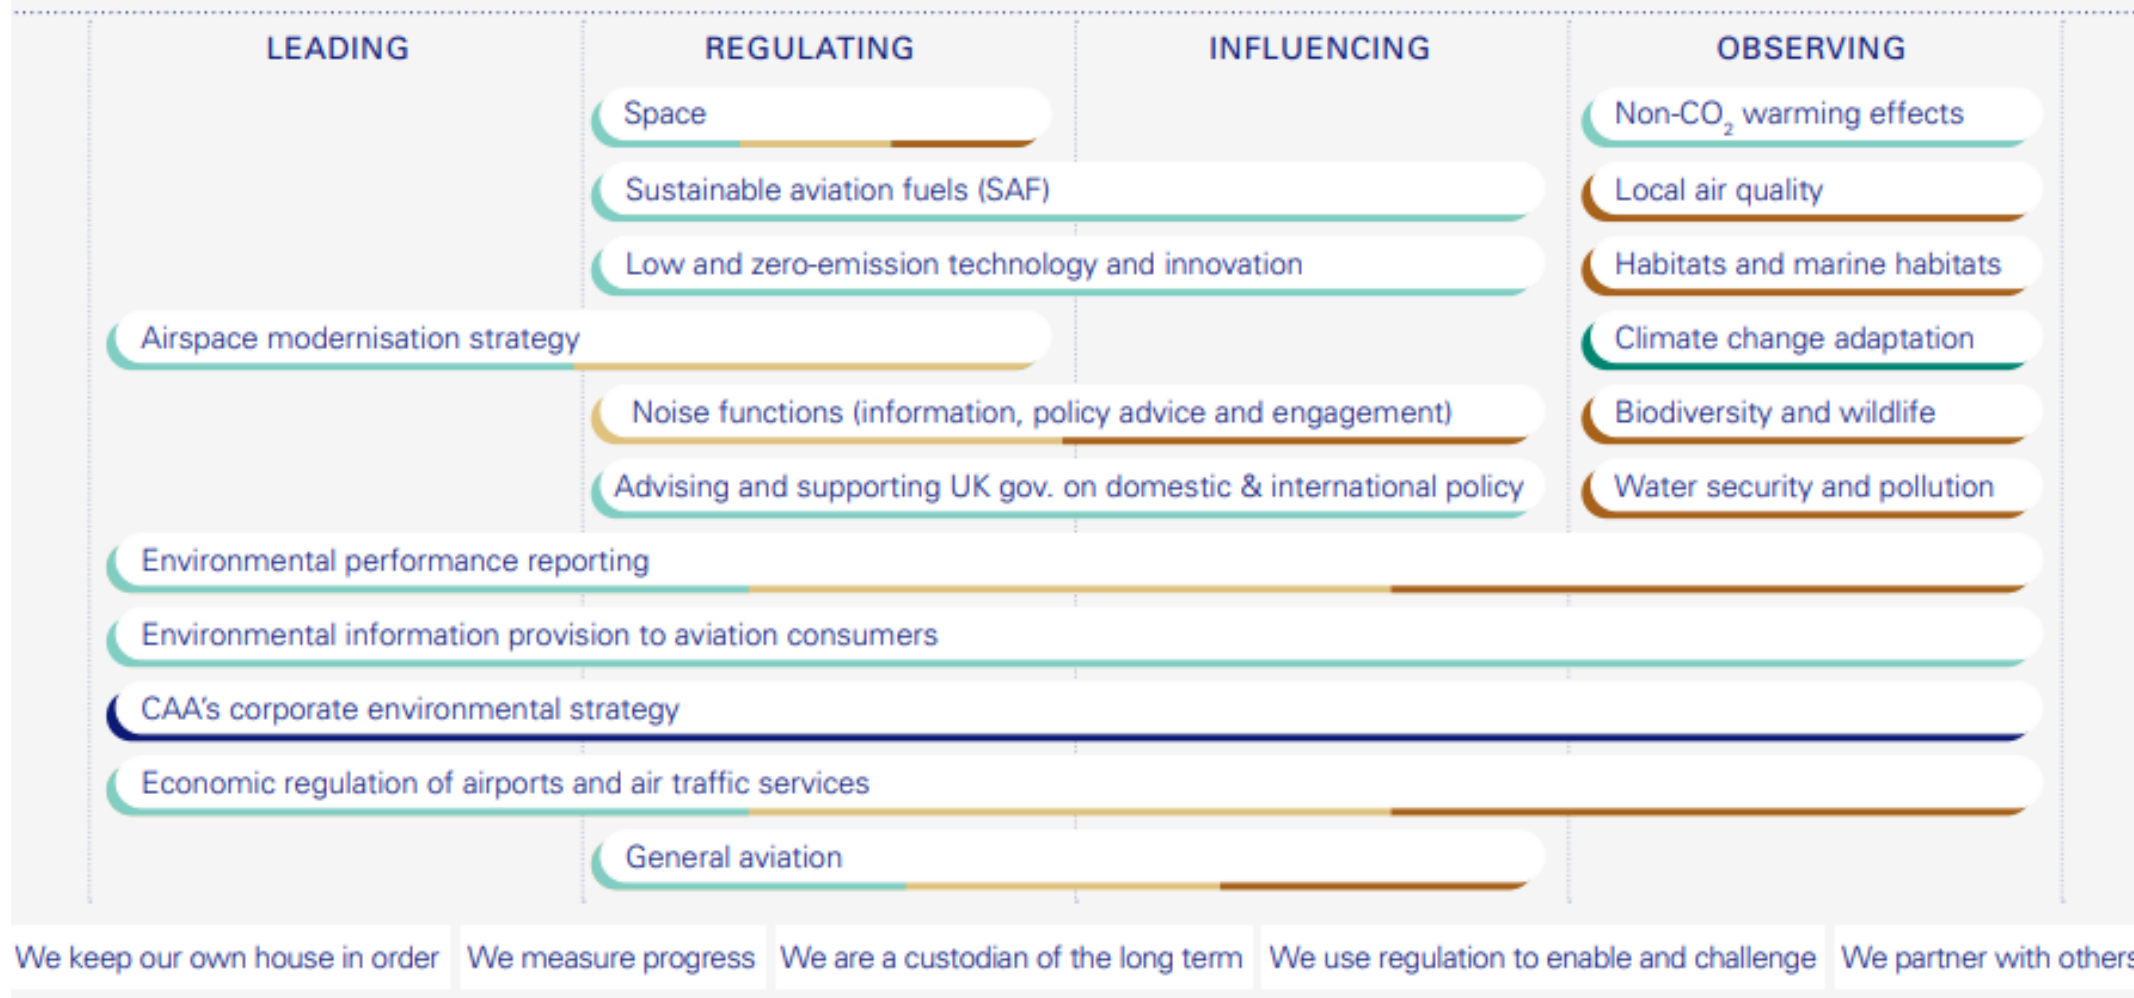 LEADING
REGULATING
INFLUENCING
OBSERVING
Space
Non-CO₂ warming effects
Sustainable aviation fuels (SAF)
Local air quality
Low and zero-emission technology and innovation
Habitats and marine habitats
Airspace modernisation strategy
Climate change adaptation
Noise functions (information, policy advice and engagement)
Biodiversity and wildlife
Advising and supporting UK gov. on domestic & international policy
Water security and pollution
Environmental performance reporting
Environmental information provision to aviation consumers
CAA’s corporate environmental strategy
Economic regulation of airports and air traffic services
General aviation
We keep our own house in order
We measure progress
We are a custodian of the long term
We use regulation to enable and challenge
We partner with others